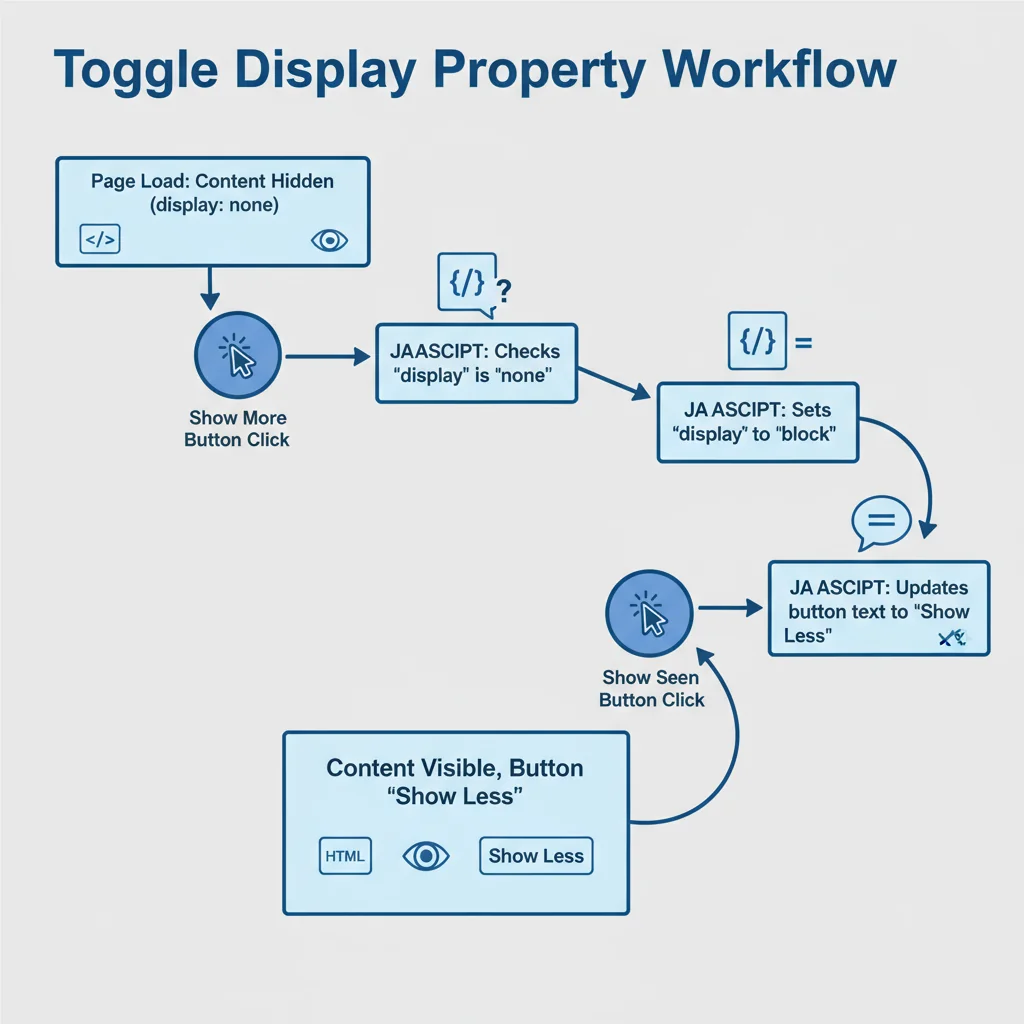 Toggle Display Property Workflow
Page Load: Content Hidden
(display: none)
</>
{/}?
JAASCIPT: Checks
"display" is "none"
Show More
Button Click
{/} =
JA ASCIPT: Sets
"display" to "block"
=
JA ASCIPT: Updates
button text to "Show
Less"
Show Seen
Button Click
Content Visible, Button
"Show Less"
HTML
Show Less